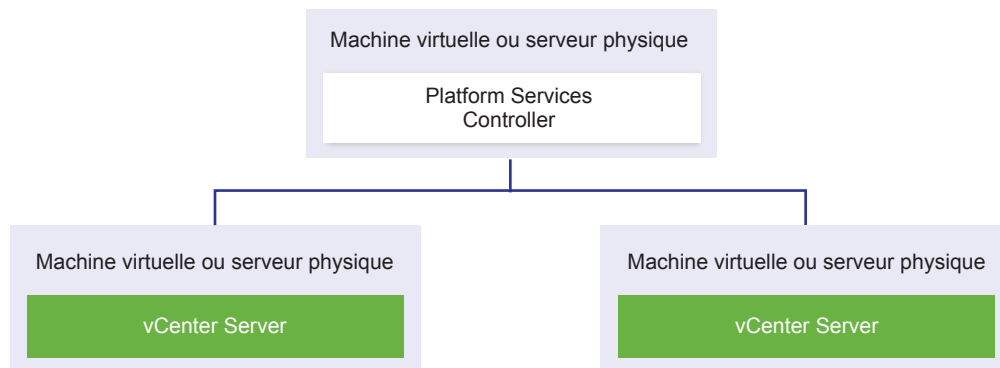 Machine virtuelle ou serveur physique
Platform Services
Controller
Machine virtuelle ou serveur physique
vCenter Server
Machine virtuelle ou serveur physique
vCenter Server